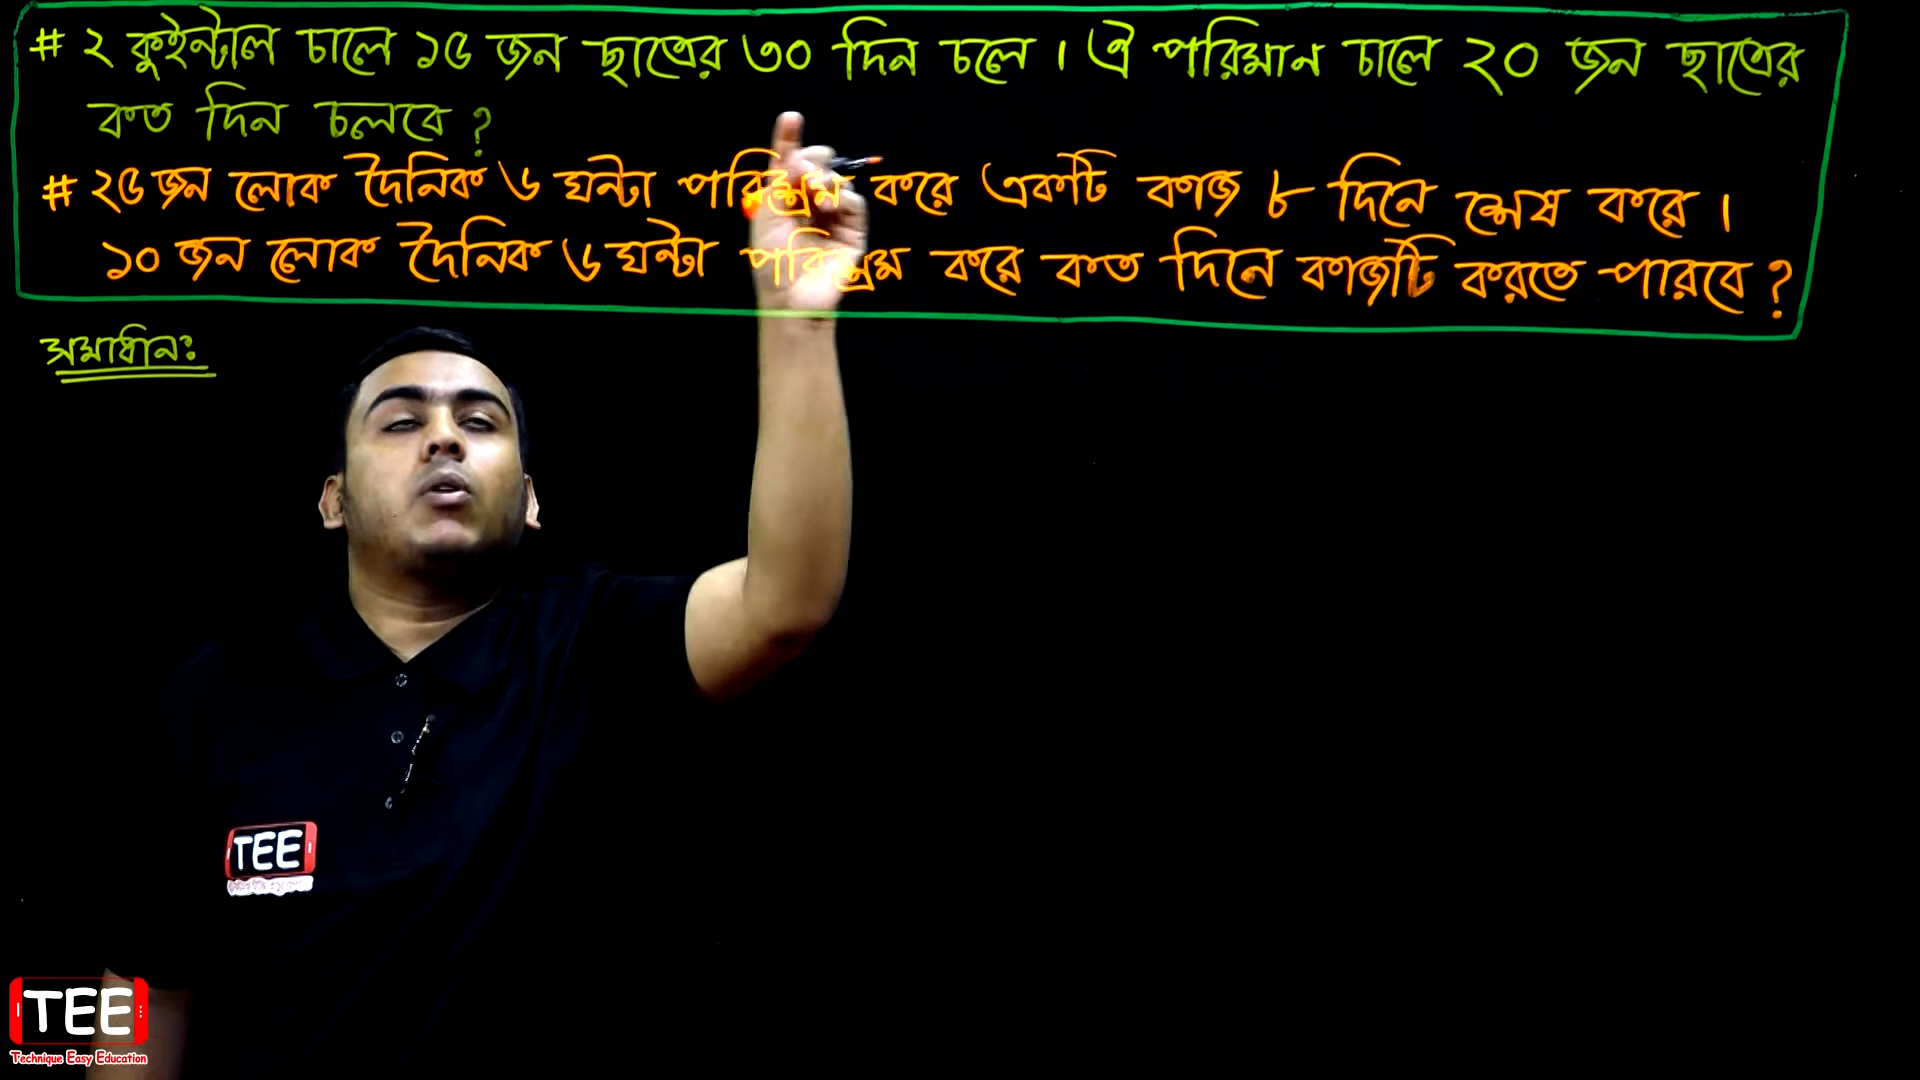 # ২ কুইন্টাল চালে ১৫ জন ছাত্রের ৩০ দিন চলে। ঐ পরিমান চালে ২০ জন ছাত্রের
কত দিন চলবে ?
# ২৫ জন লোক দৈনিক ৬ ঘন্টা পরিশ্রম করে একটি কাজ ৮ দিনে শেষ করে।
১০ জন লোক দৈনিক ৬ ঘন্টা পরিশ্রম করে কত দিনে কাজটি করতে পারবে ?
সমাধানঃ
TEE
TEE
Technique Easy Education